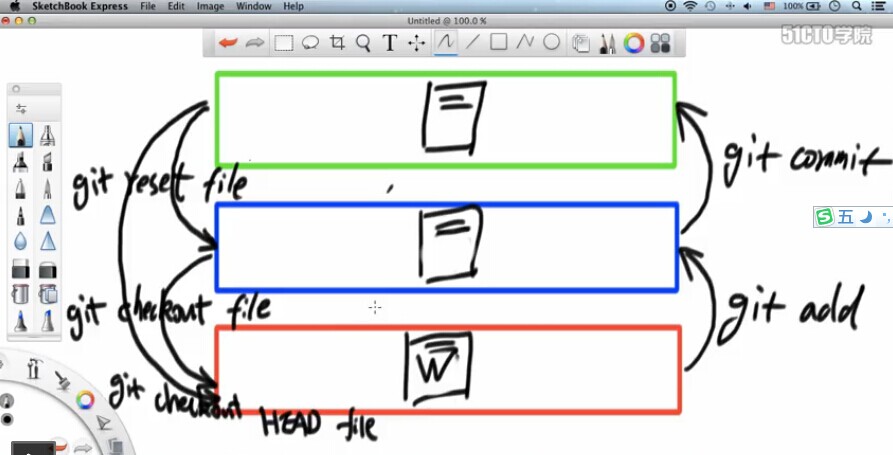 SketchBook Express File Edit Image Window Help
100%
Untitled @ 100.0 %
51CTO学院
T
git commit
git reset file
五
git checkout file
git add
W
git checkout HEAD file